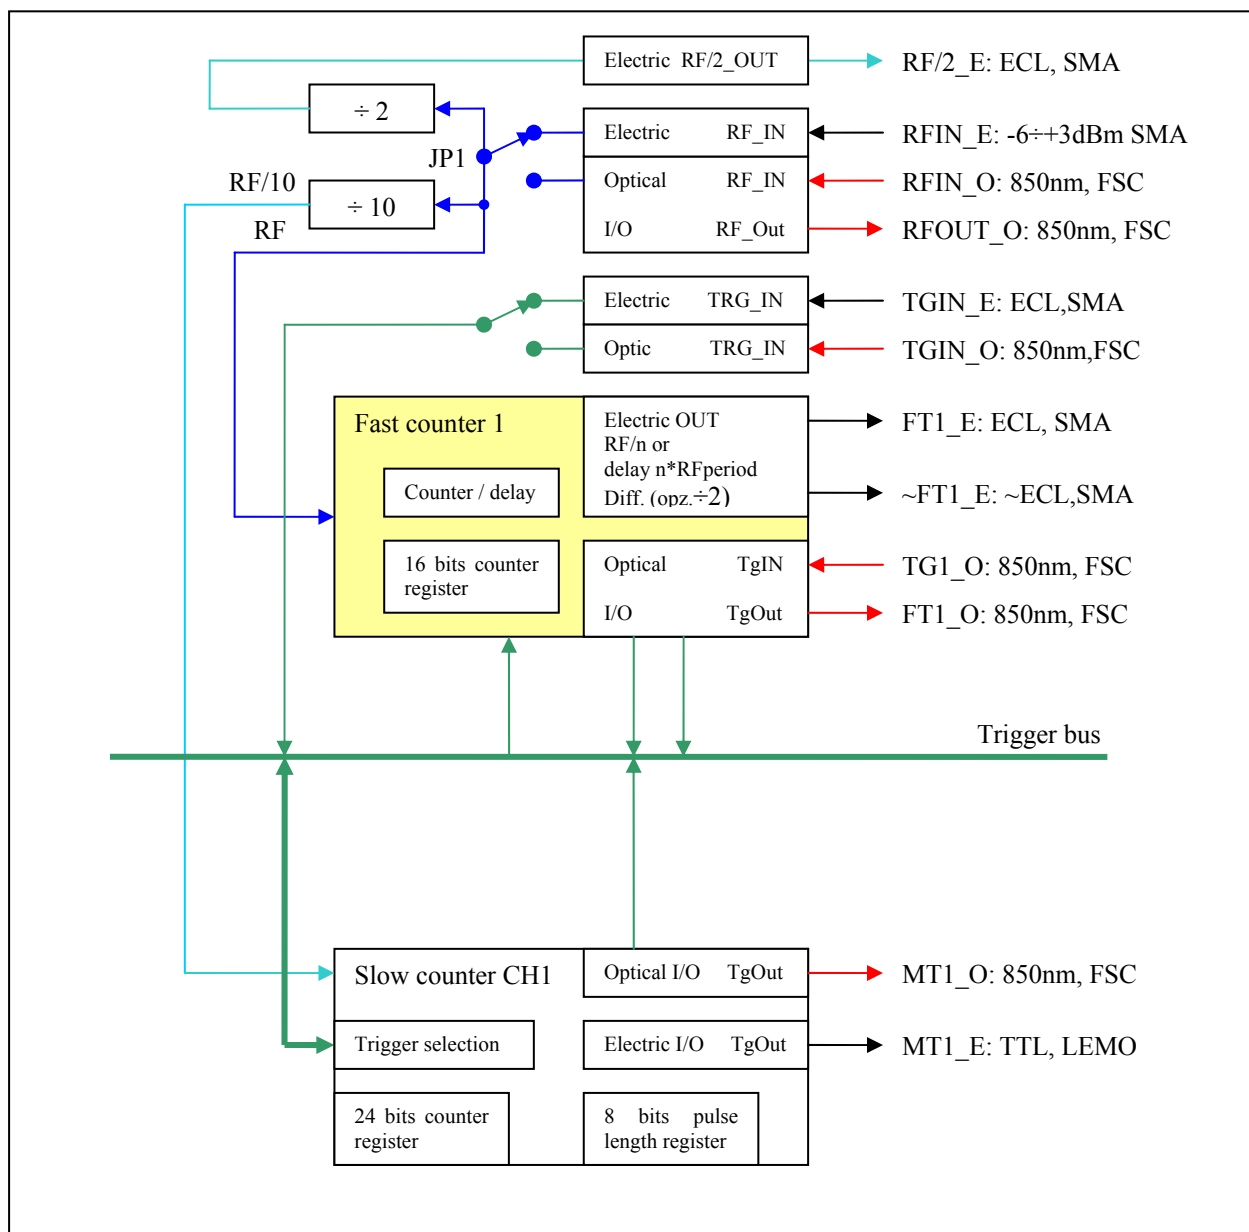 Electric RF/2_OUT
RF/2_E: ECL, SMA
÷ 2
JP1
Electric RF_IN
RFIN_E: -6÷+3dBm SMA
RF/10
÷ 10
RF
Optical RF_IN
RFIN_O: 850nm, FSC
I/O RF_Out
RFOUT_O: 850nm, FSC
Electric TRG_IN
TGIN_E: ECL,SMA
Optic TRG_IN
TGIN_O: 850nm,FSC
Fast counter 1
Electric OUT
RF/n or
delay n*RFperiod
Diff. (opz.÷2)
FT1_E: ECL, SMA
~FT1_E: ~ECL,SMA
Counter / delay
16 bits counter
register
Optical TgIN
TG1_O: 850nm, FSC
I/O TgOut
FT1_O: 850nm, FSC
Trigger bus
Slow counter CH1
Optical I/O TgOut
MT1_O: 850nm, FSC
Trigger selection
Electric I/O TgOut
MT1_E: TTL, LEMO
24 bits counter
register
8 bits pulse
length register